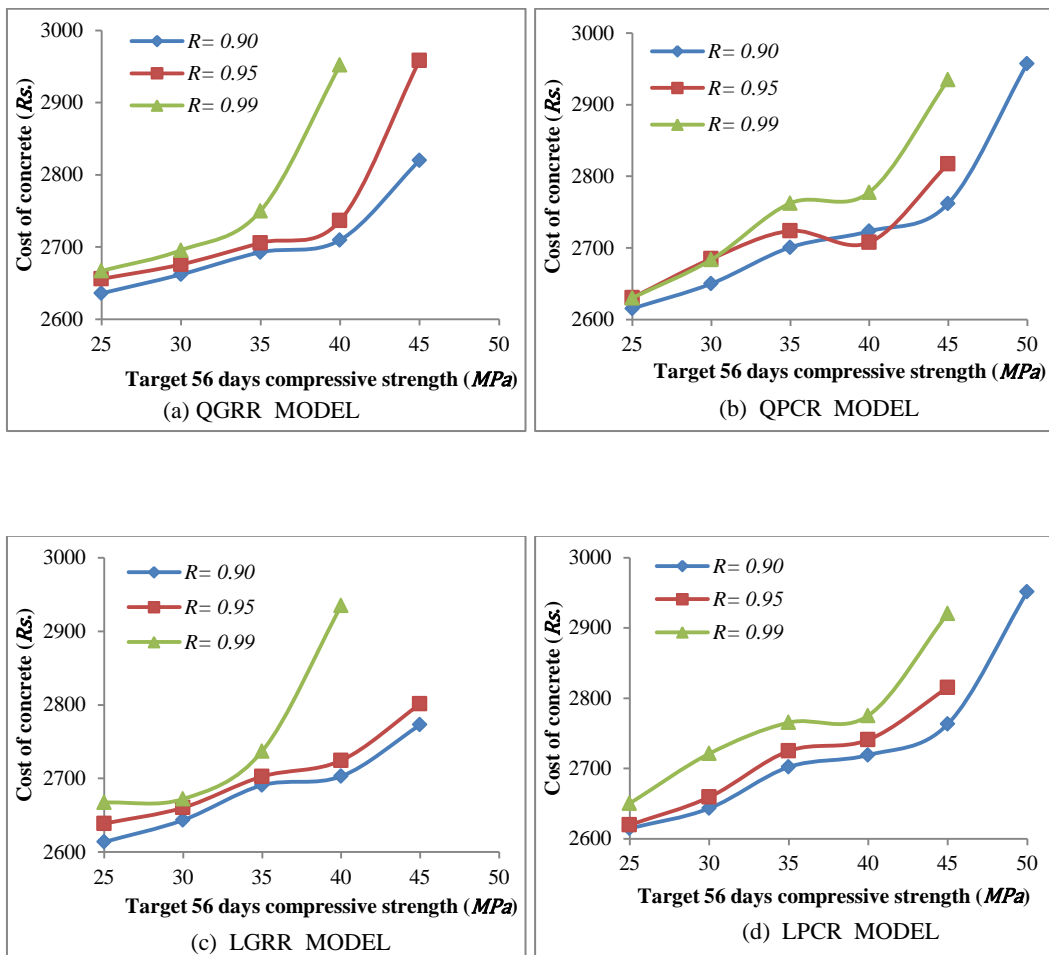 3000
2900
2800
2700
2600
25 30 35 40 45 50
Cost of concrete (Rs.)
R= 0.90
R= 0.95
R= 0.99
Target 56 days compressive strength (MPa)
(a) QGRR MODEL
3000
2900
2800
2700
2600
25 30 35 40 45 50
Cost of concrete (Rs.)
R= 0.90
R= 0.95
R= 0.99
Target 56 days compressive strength (MPa)
(b) QPCR MODEL
3000
2900
2800
2700
2600
25 30 35 40 45 50
Cost of concrete (Rs.)
R= 0.90
R= 0.95
R= 0.99
Target 56 days compressive strength (MPa)
(c) LGRR MODEL
3000
2900
2800
2700
2600
25 30 35 40 45 50
Cost of concrete (Rs.)
R= 0.90
R= 0.95
R= 0.99
Target 56 days compressive strength (MPa)
(d) LPCR MODEL